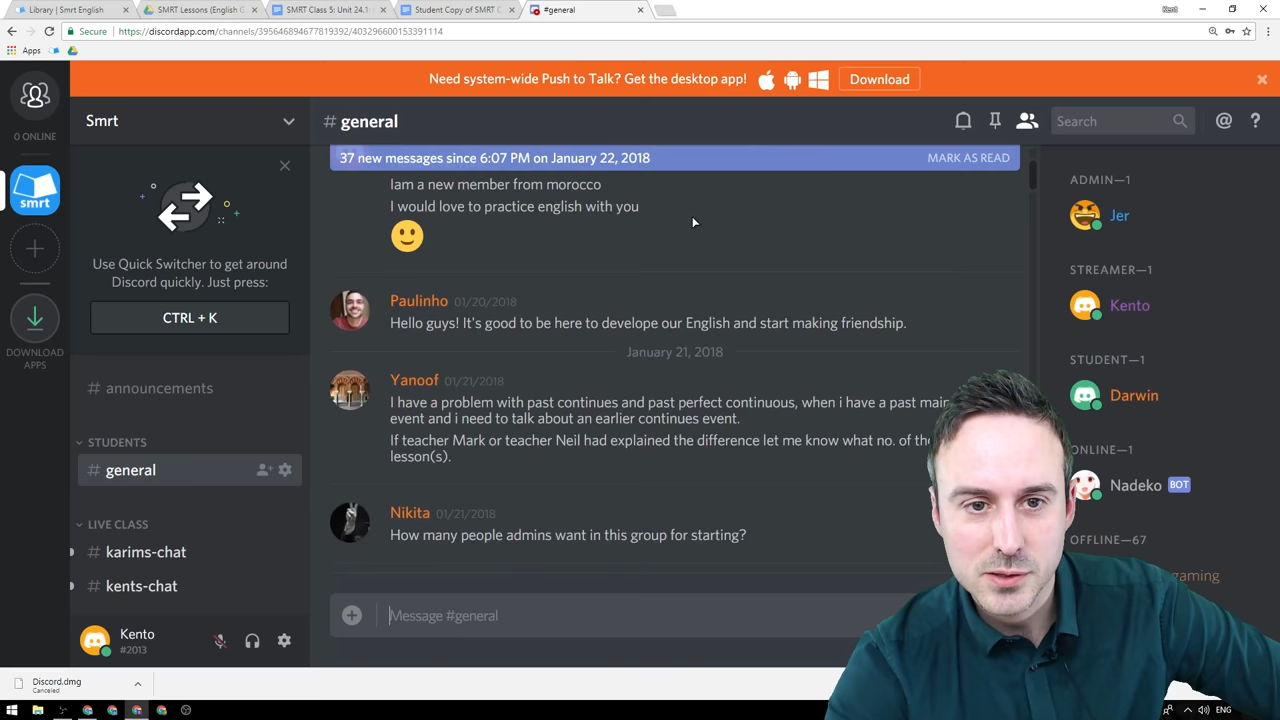 Library | Smrt English
SMRT Lessons (English G
SMRT Class 5: Unit 24.1
Student Copy of SMRT C
#general
Kent
Secure
https://discordapp.com/channels/395646894677819392/403296600153391114
Apps
Need system-wide Push to Talk? Get the desktop app!
Download
0 ONLINE
Smrt
# general
Search
@
?
37 new messages since 6:07 PM on January 22, 2018
MARK AS READ
smrt
Use Quick Switcher to get around
Discord quickly. Just press:
CTRL + K
DOWNLOAD
APPS
# announcements
STUDENTS
# general
LIVE CLASS
# karims-chat
# kents-chat
Kento
#2013
Iam a new member from morocco
I would love to practice english with you
Paulinho 01/20/2018
Hello guys! It's good to be here to develope our English and start making friendship.
January 21, 2018
Yanoof 01/21/2018
I have a problem with past continues and past perfect continuous, when i have a past main
event and i need to talk about an earlier continues event.
If teacher Mark or teacher Neil had explained the difference let me know what no. of the
lesson(s).
Nikita 01/21/2018
How many people admins want in this group for starting?
Message #general
ADMIN—1
Jer
STREAMER—1
Kento
STUDENT—1
Darwin
ONLINE—1
Nadeko BOT
OFFLINE—67
gaming
Discord.dmg
Canceled
ENG